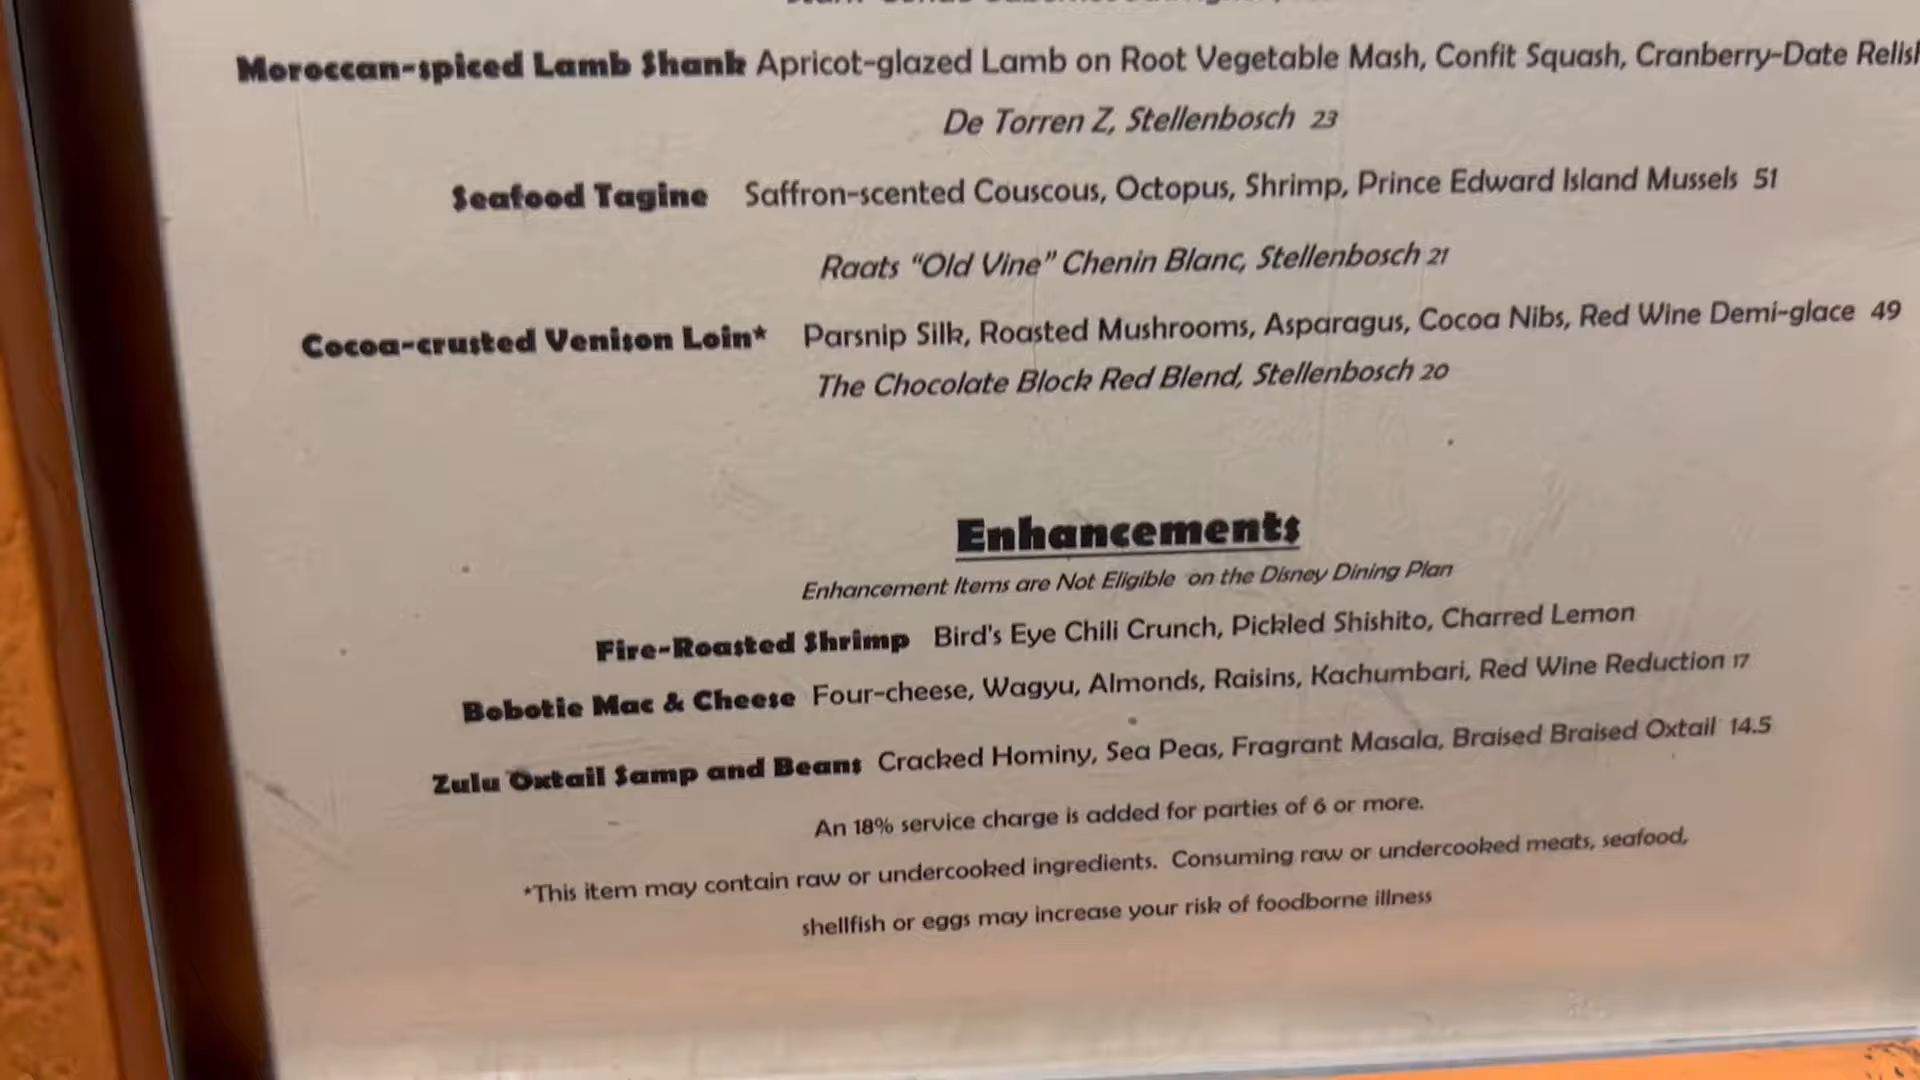 Moroccan-spiced Lamb Shank Apricot-glazed Lamb on Root Vegetable Mash, Confit Squash, Cranberry-Date Relish
De Torren Z, Stellenbosch 23
Seafood Tagine Saffron-scented Couscous, Octopus, Shrimp, Prince Edward Island Mussels 51
Raats “Old Vine” Chenin Blanc, Stellenbosch 21
Cocoa-crusted Venison Loin* Parsnip Silk, Roasted Mushrooms, Asparagus, Cocoa Nibs, Red Wine Demi-glace 49
The Chocolate Block Red Blend, Stellenbosch 20
Enhancements
Enhancement Items are Not Eligible on the Disney Dining Plan
Fire-Roasted Shrimp Bird's Eye Chili Crunch, Pickled Shishito, Charred Lemon
Bobotie Mac & Cheese Four-cheese, Wagyu, Almonds, Raisins, Kachumbari, Red Wine Reduction 17
Zulu Oxtail Samp and Beans Cracked Hominy, Sea Peas, Fragrant Masala, Braised Braised Oxtail 14.5
An 18% service charge is added for parties of 6 or more.
*This item may contain raw or undercooked ingredients. Consuming raw or undercooked meats, seafood,
shellfish or eggs may increase your risk of foodborne illness